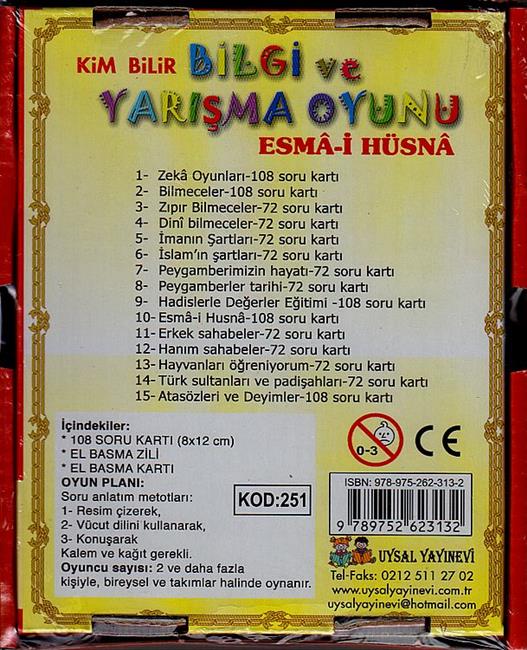 KiM BiLiR BİLGİ ve
YARIŞMA OYUNU
ESMÂ-İ HÜSNÂ
1- Zekâ Oyunları-108 soru kartı
2- Bilmeceler-108 soru kartı
3- Zıpır Bilmeceler-72 soru kartı
4- Dinî bilmeceler-72 soru kartı
5- İmanın Şartları-72 soru kartı
6- İslam'ın şartları-72 soru kartı
7- Peygamberimizin hayatı-72 soru kartı
8- Peygamberler tarihi-72 soru kartı
9- Hadislerle Değerler Eğitimi -108 soru kartı
10- Esmâ-i Husnâ-108 soru kartı
11- Erkek sahabeler-72 soru kartı
12- Hanım sahabeler-72 soru kartı
13- Hayvanları öğreniyorum-72 soru kartı
14- Türk sultanları ve padişahları-72 soru kartı
15- Atasözleri ve Deyimler-108 soru kartı
İçindekiler:
* 108 SORU KARTI (8x12 cm)
* EL BASMA ZİLİ
* EL BASMA KARTI
OYUN PLANI:
Soru anlatım metotları:
1- Resim çizerek,
2- Vücut dilini kullanarak,
3- Konuşarak
Kalem ve kağıt gerekli.
Oyuncu sayısı: 2 ve daha fazla
kişiyle, bireysel ve takımlar halinde oynanır.
KOD:251
0-3
CE
ISBN: 978-975-262-313-2
9 789752 623132
UYSAL YAYINEVİ
Tel-Faks: 0212 511 27 02
www.uysalyayinevi.com.tr
uysalyayinevi@hotmail.com